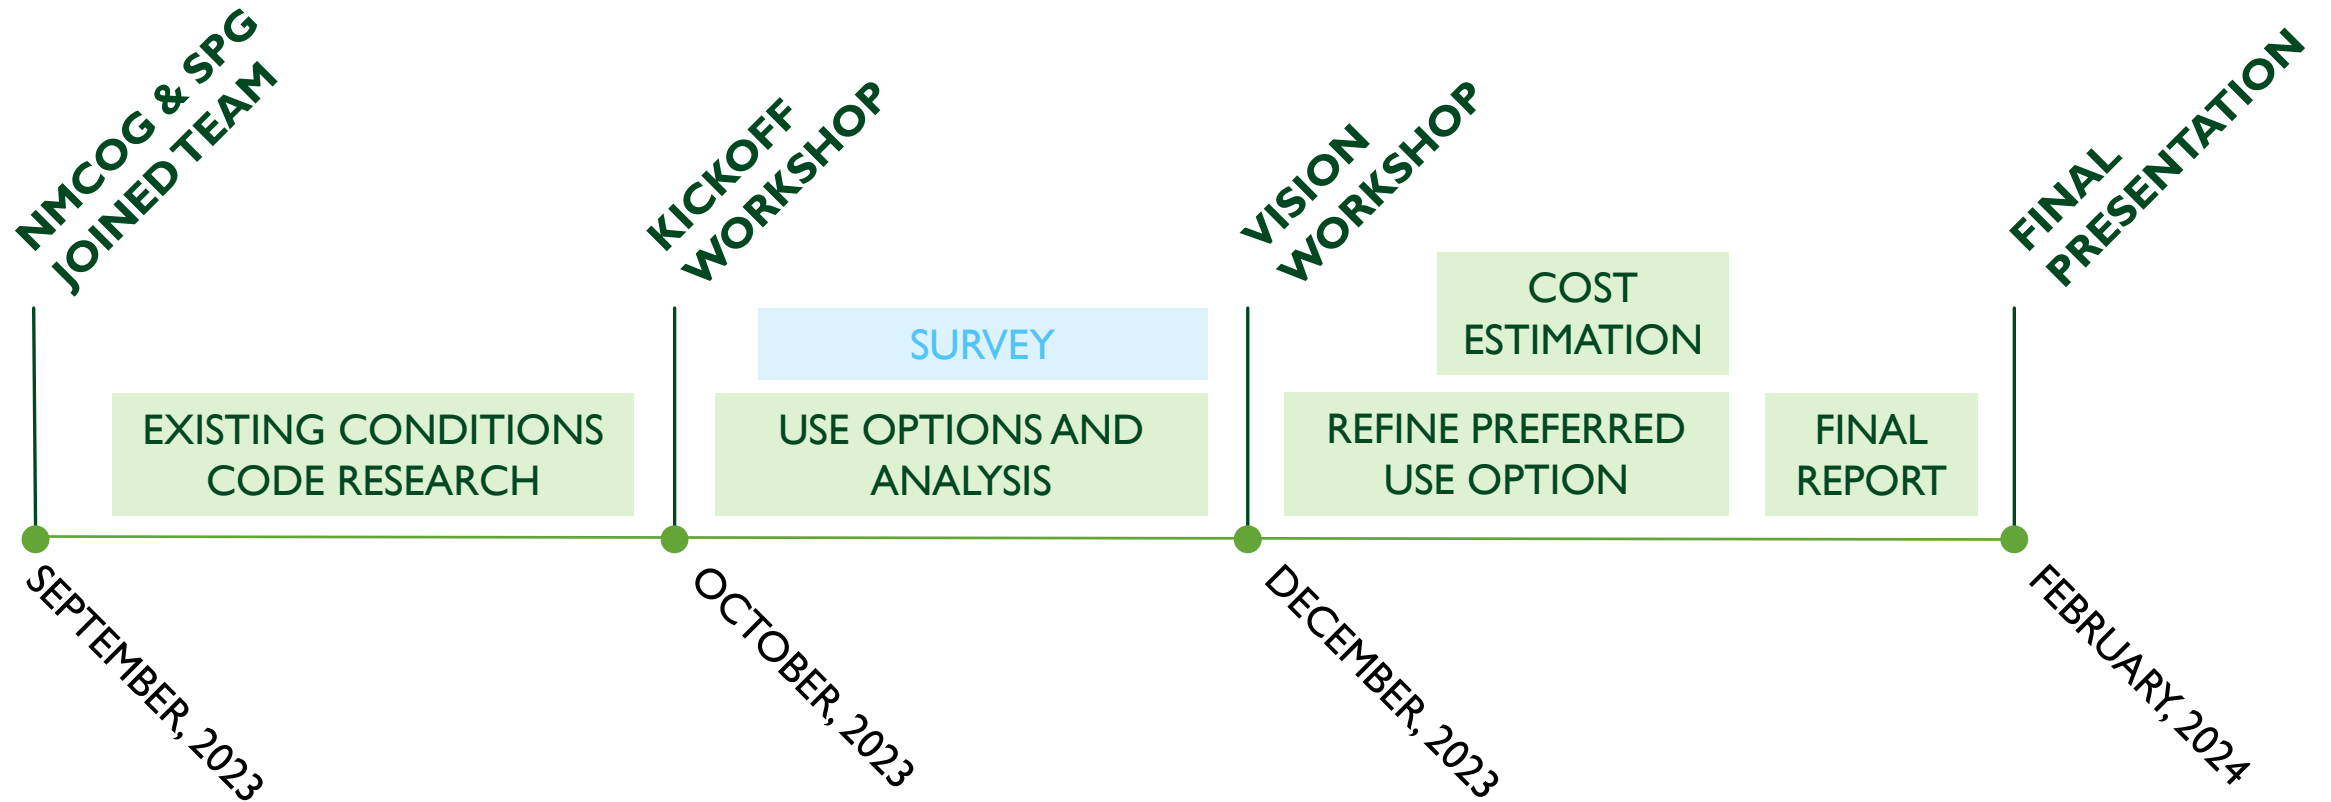 NMCOG & SPG
JOINED TEAM
KICKOFF
WORKSHOP
VISION
WORKSHOP
FINAL
PRESENTATION
EXISTING CONDITIONS
CODE RESEARCH
SURVEY
USE OPTIONS AND
ANALYSIS
COST
ESTIMATION
REFINE PREFERRED
USE OPTION
FINAL
REPORT
SEPTEMBER, 2023
OCTOBER, 2023
DECEMBER, 2023
FEBRUARY, 2024